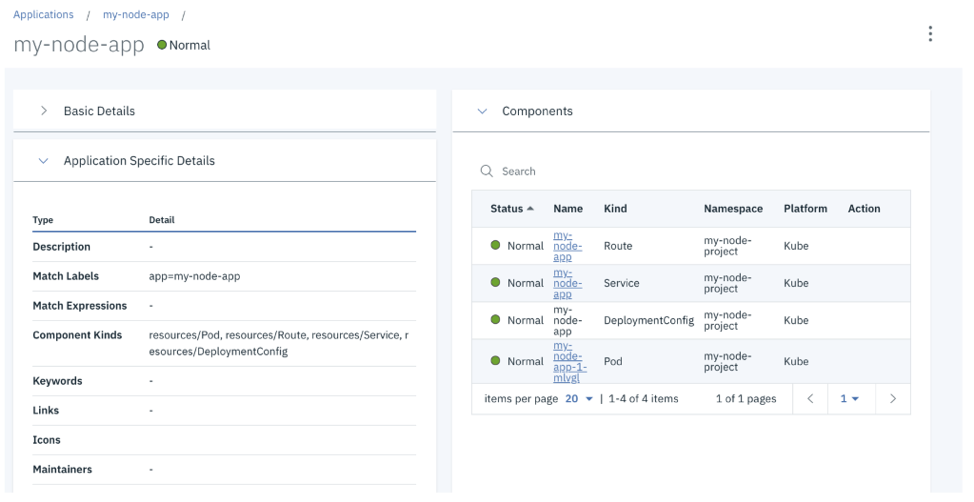 Applications / my-node-app /
my-node-app Normal
Basic Details
Application Specific Details
Type Detail
Description -
Match Labels app=my-node-app
Match Expressions -
Component Kinds resources/Pod, resources/Route, resources/Service, r
esources/DeploymentConfig
Keywords -
Links -
Icons
Maintainers -
Components
Search
Status Name Kind Namespace Platform Action
Normal my-node-app Route my-node-project Kube
Normal my-node-app Service my-node-project Kube
Normal my-node-app DeploymentConfig my-node-project Kube
Normal my-node-app-1-mlvgl Pod my-node-project Kube
items per page 20 | 1-4 of 4 items 1 of 1 pages 1